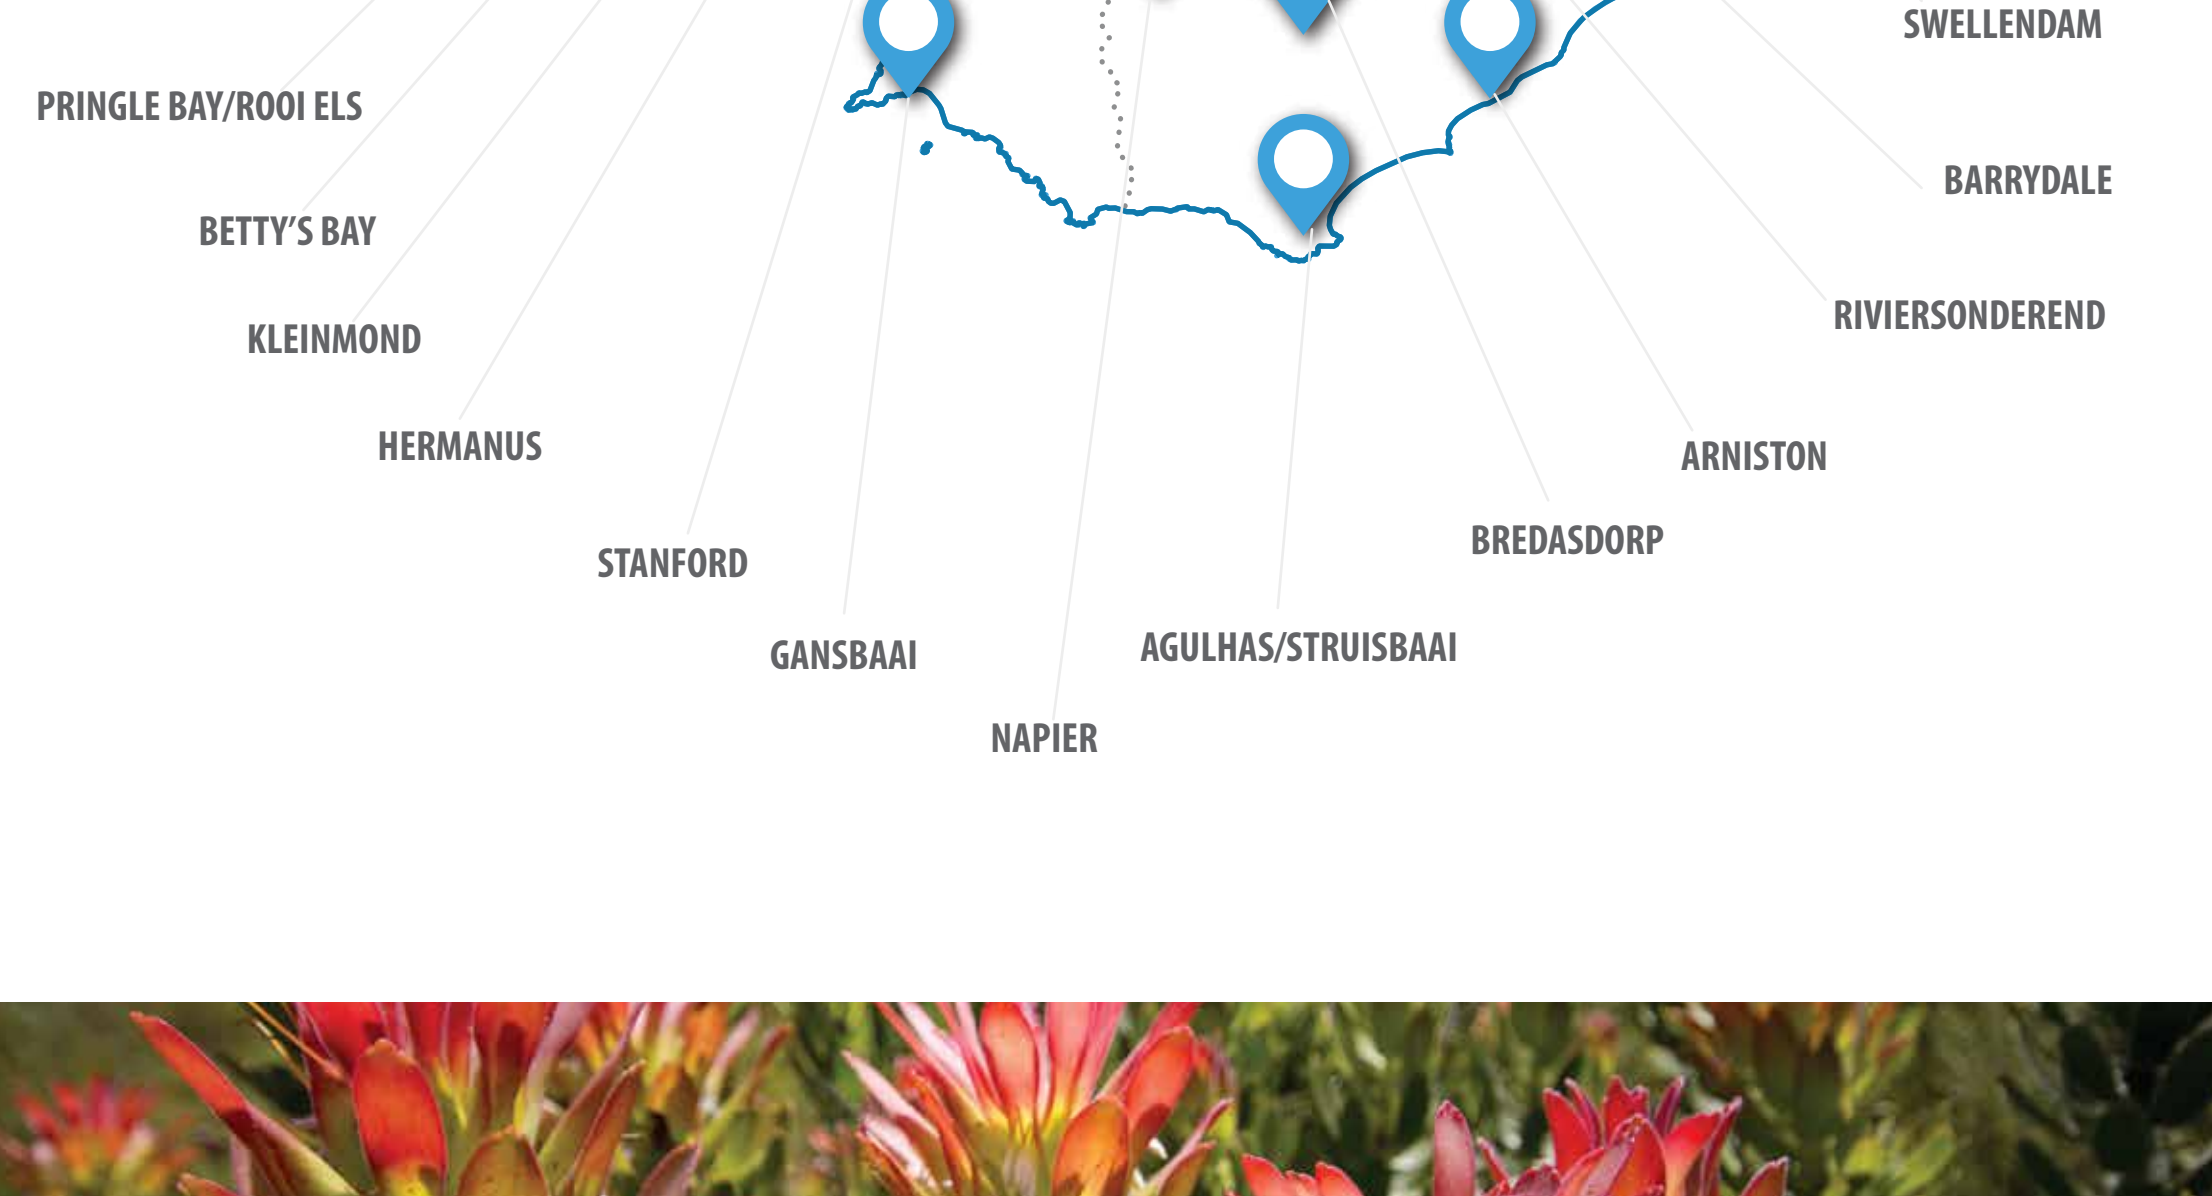 SWELLENDAM
PRINGLE BAY/ROOI ELS
BARRYDALE
BETTY’S BAY
RIVIERSONDEREND
KLEINMOND
HERMANUS
ARNISTON
BREDASDORP
STANFORD
AGULHAS/STRUISBAAI
GANSBAAI
NAPIER